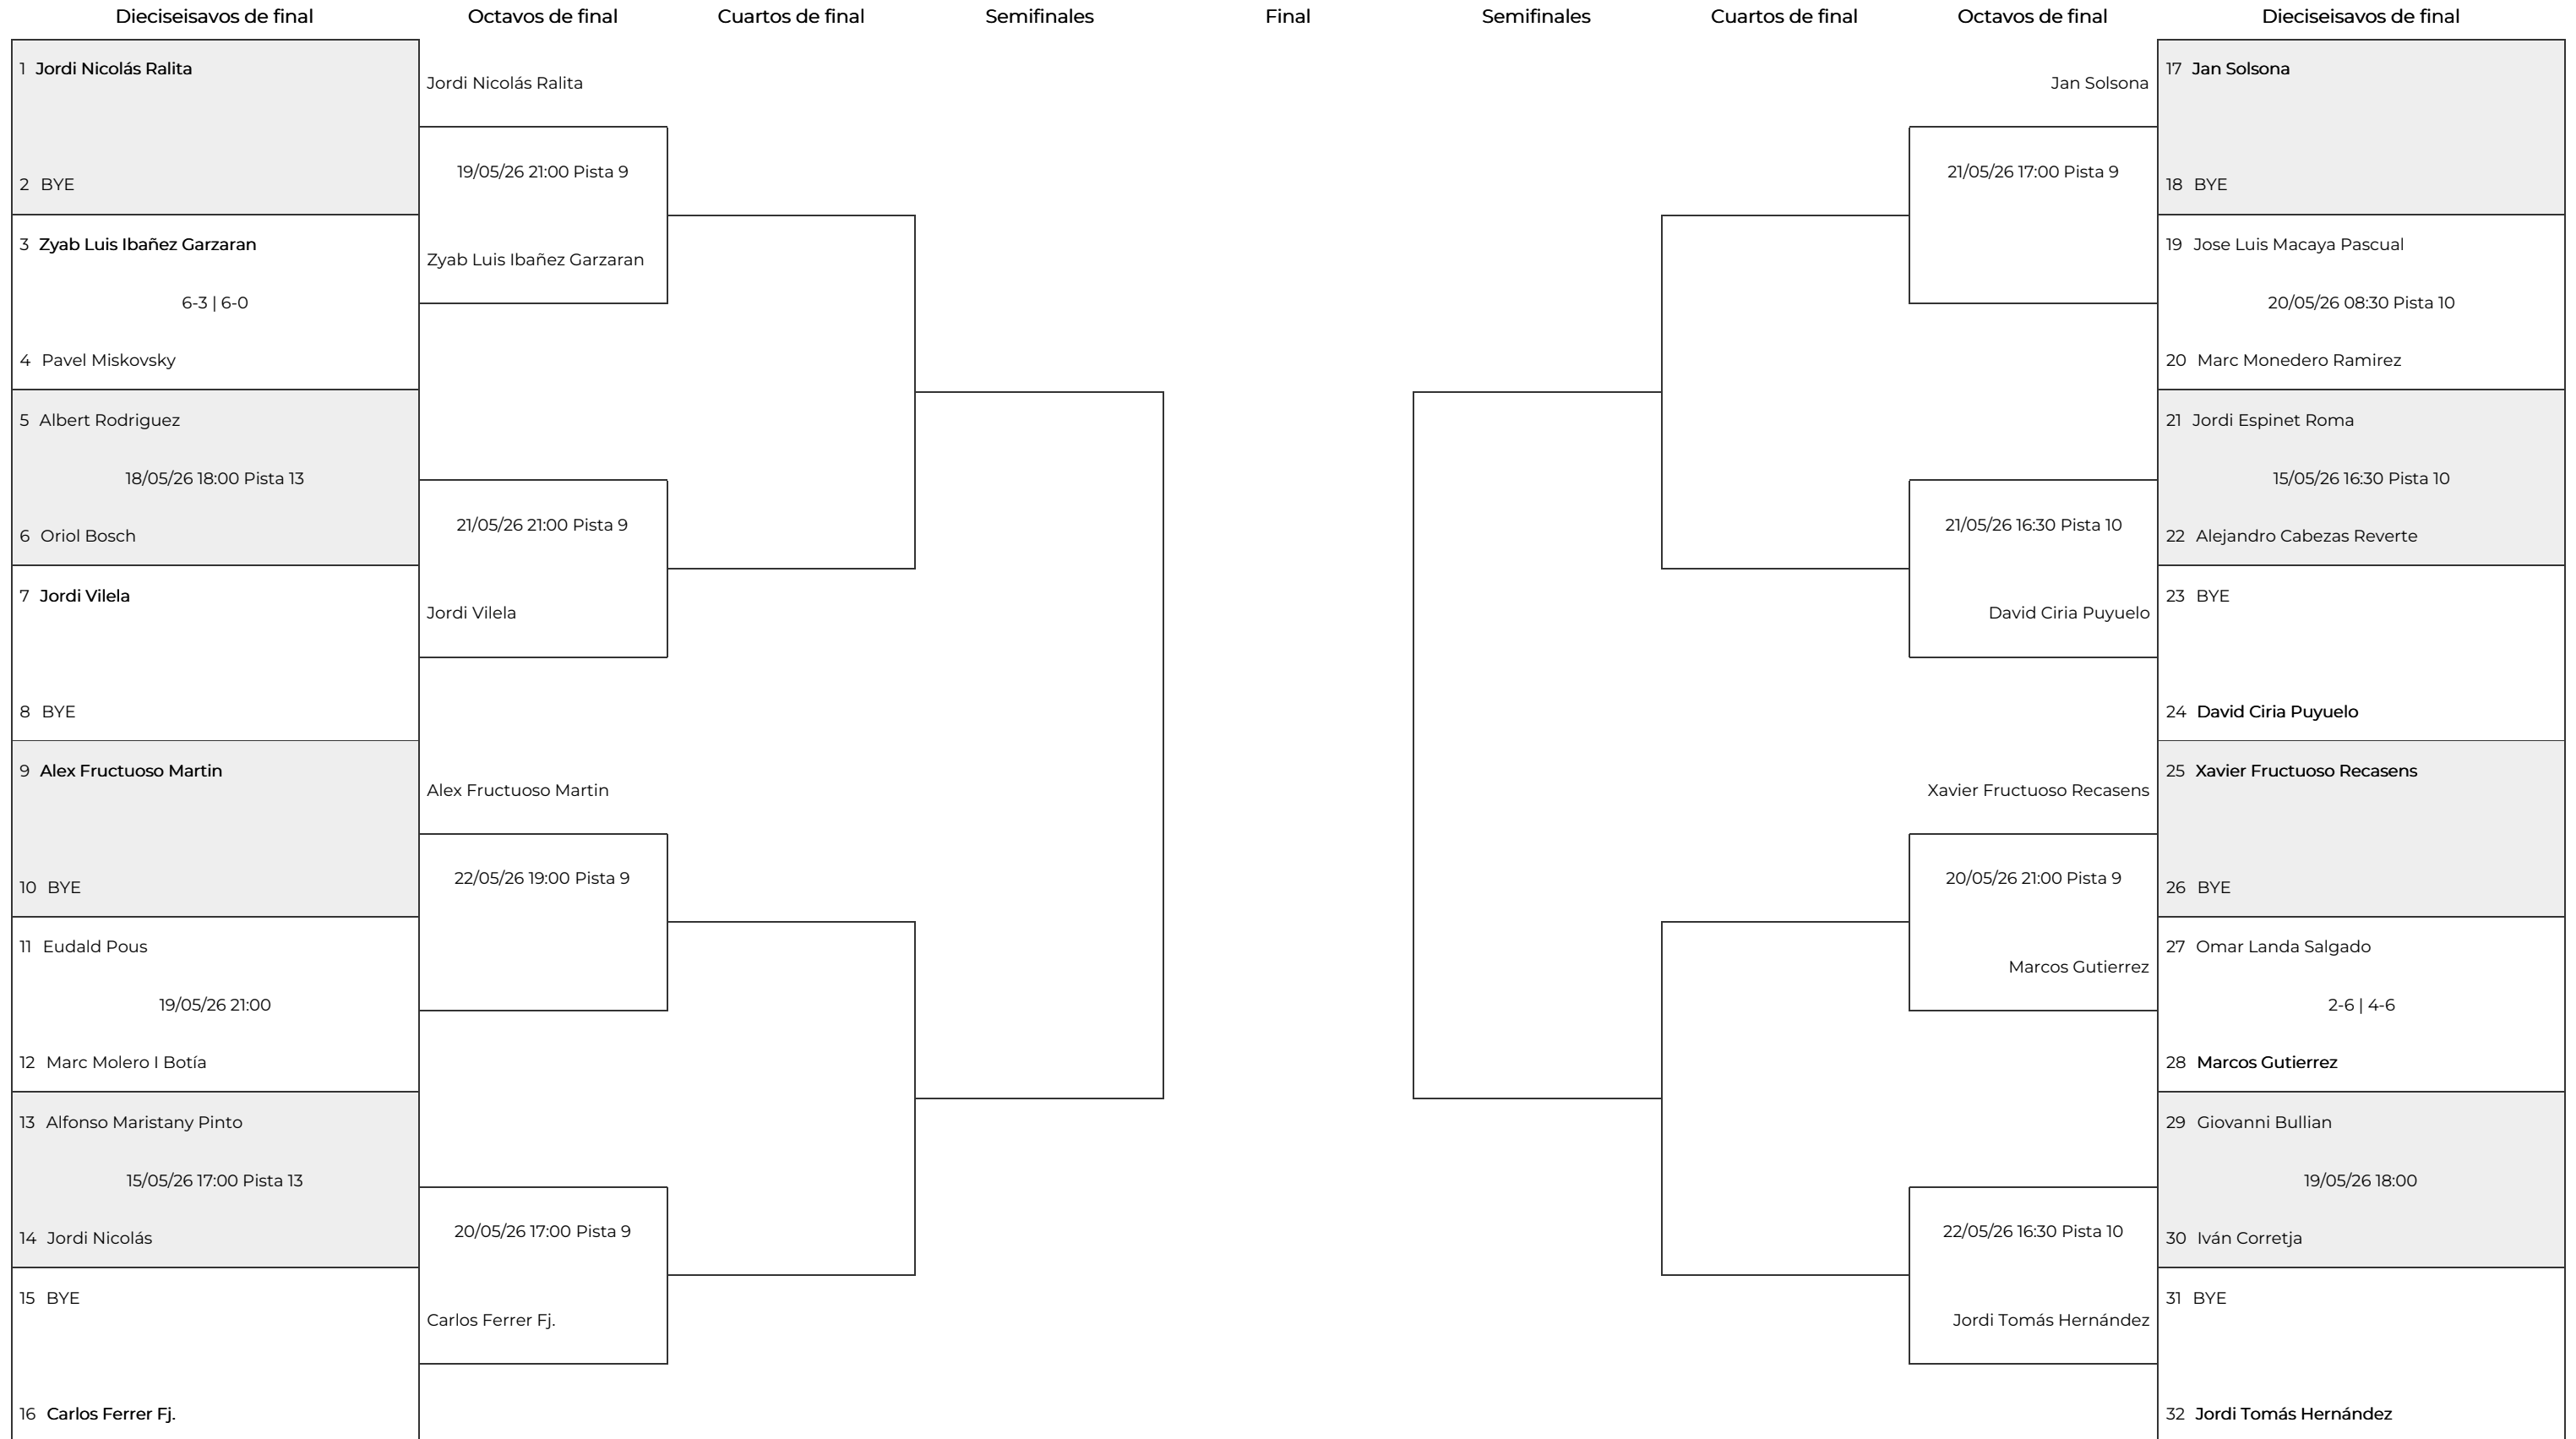 Dieciseisavos de final
Octavos de final
Cuartos de final
Semifinales
Final
Semifinales
Cuartos de final
Octavos de final
Dieciseisavos de final
1 Jordi Nicolás Ralita
2 BYE
3 Zyab Luis Ibañez Garzaran
6-3 | 6-0
4 Pavel Miskovsky
5 Albert Rodriguez
18/05/26 18:00 Pista 13
6 Oriol Bosch
7 Jordi Vilela
8 BYE
9 Alex Fructuoso Martin
10 BYE
11 Eudald Pous
19/05/26 21:00
12 Marc Molero I Botía
13 Alfonso Maristany Pinto
15/05/26 17:00 Pista 13
14 Jordi Nicolás
15 BYE
16 Carlos Ferrer Fj.
Jordi Nicolás Ralita
19/05/26 21:00 Pista 9
Zyab Luis Ibañez Garzaran
21/05/26 21:00 Pista 9
Jordi Vilela
Alex Fructuoso Martin
22/05/26 19:00 Pista 9
20/05/26 17:00 Pista 9
Carlos Ferrer Fj.
Jan Solsona
21/05/26 17:00 Pista 9
21/05/26 16:30 Pista 10
David Ciria Puyuelo
Xavier Fructuoso Recasens
20/05/26 21:00 Pista 9
Marcos Gutierrez
22/05/26 16:30 Pista 10
Jordi Tomás Hernández
17 Jan Solsona
18 BYE
19 Jose Luis Macaya Pascual
20/05/26 08:30 Pista 10
20 Marc Monedero Ramirez
21 Jordi Espinet Roma
15/05/26 16:30 Pista 10
22 Alejandro Cabezas Reverte
23 BYE
24 David Ciria Puyuelo
25 Xavier Fructuoso Recasens
26 BYE
27 Omar Landa Salgado
2-6 | 4-6
28 Marcos Gutierrez
29 Giovanni Bullian
19/05/26 18:00
30 Iván Corretja
31 BYE
32 Jordi Tomás Hernández